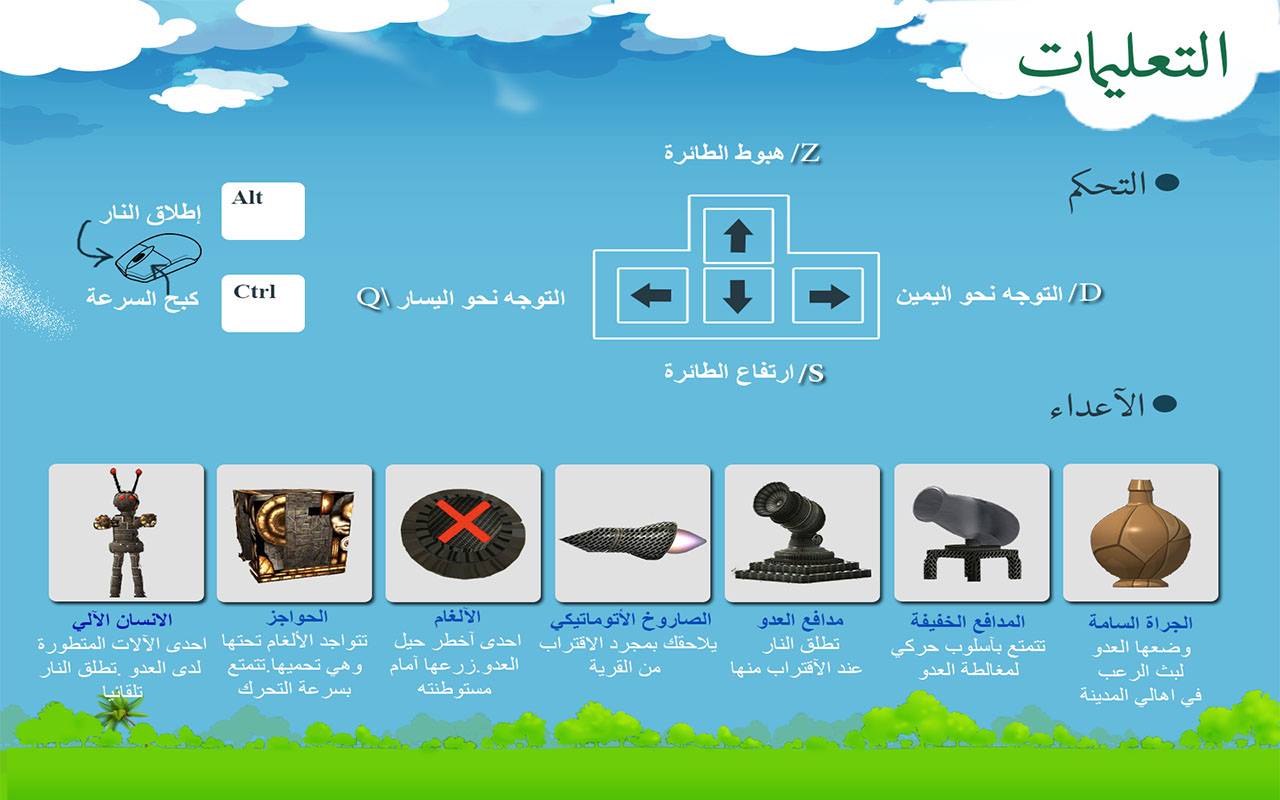 التعليمات
التحكم
Z/ هبوط الطائرة
D/ التوجه نحو اليمين
التوجه نحو اليسار \Q
S/ ارتفاع الطائرة
Alt
إطلاق النار
Ctrl
كبح السرعة
الآعداء
الجراة السامة
وضعها العدو
لبث الرعب
في اهالي المدينة
المدافع الخفيفة
تتمتع بآسلوب حركي
لمغالطة العدو
مدافع العدو
تطلق النار
عند الآقتراب منها
الصاروخ الأتوماتيكي
يلاحقك بمجرد الإقتراب
من القرية
الآلغام
احدى آخطر حيل
العدو.زرعها آمام
مستوطنته
الحواجز
تتواجد الآلغام تحتها
وهي تحميها.تتمتع
بسرعة التحرك
الانسان الآلي
احدى الآلات المتطورة
لدى العدو .تطلق النار
تلقائيا